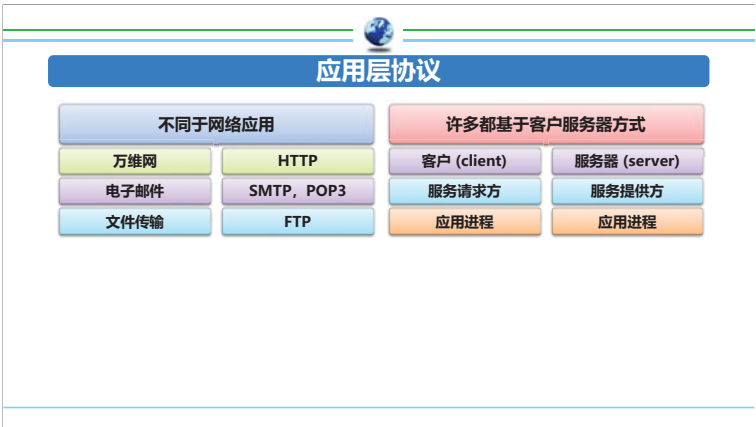 应用层协议
不同于网络应用 许多都基于客户服务器方式
万维网 HTTP 客户 (client) 服务器 (server)
电子邮件 SMTP，POP3 服务请求方 服务提供方
文件传输 FTP 应用进程 应用进程